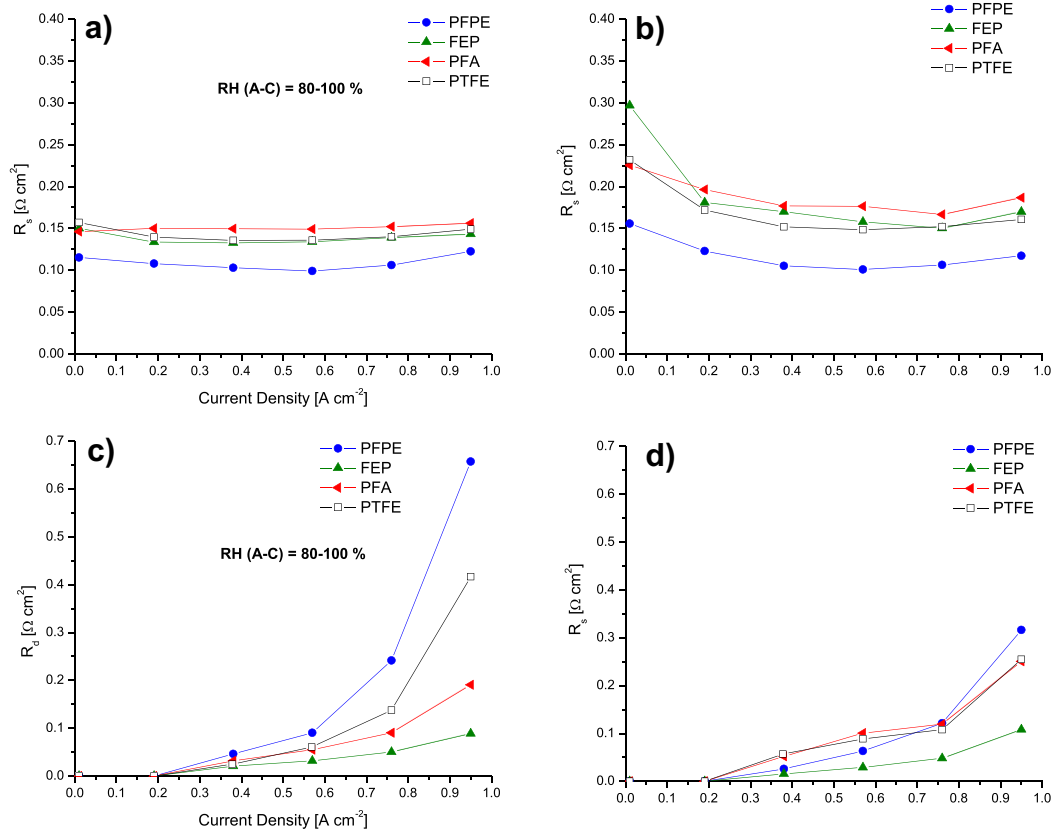 a)
PFPE
FEP
PFA
PTFE
RH (A-C) = 80-100 %
0.40
0.35
0.30
0.25
0.20
0.15
0.10
0.05
0.00
Rs [Ω cm²]
0.0 0.1 0.2 0.3 0.4 0.5 0.6 0.7 0.8 0.9 1.0
Current Density [A cm⁻²]
b)
PFPE
FEP
PFA
PTFE
0.40
0.35
0.30
0.25
0.20
0.15
0.10
0.05
0.00
Rs [Ω cm²]
0.0 0.1 0.2 0.3 0.4 0.5 0.6 0.7 0.8 0.9 1.0
c)
PFPE
FEP
PFA
PTFE
RH (A-C) = 80-100 %
0.7
0.6
0.5
0.4
0.3
0.2
0.1
0.0
Rd [Ω cm²]
0.0 0.1 0.2 0.3 0.4 0.5 0.6 0.7 0.8 0.9 1.0
Current Density [A cm⁻²]
d)
PFPE
FEP
PFA
PTFE
0.7
0.6
0.5
0.4
0.3
0.2
0.1
0.0
Rs [Ω cm²]
0.0 0.1 0.2 0.3 0.4 0.5 0.6 0.7 0.8 0.9 1.0